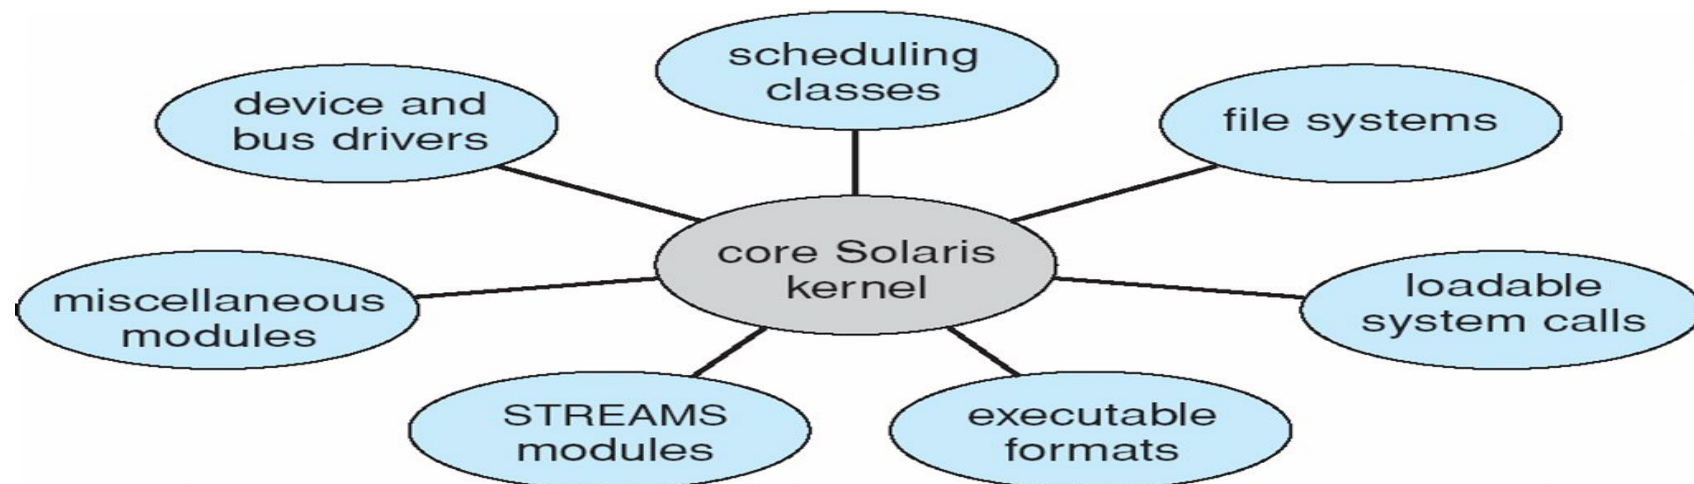 scheduling
classes
device and
bus drivers
file systems
core Solaris
kernel
miscellaneous
modules
loadable
system calls
STREAMS
modules
executable
formats